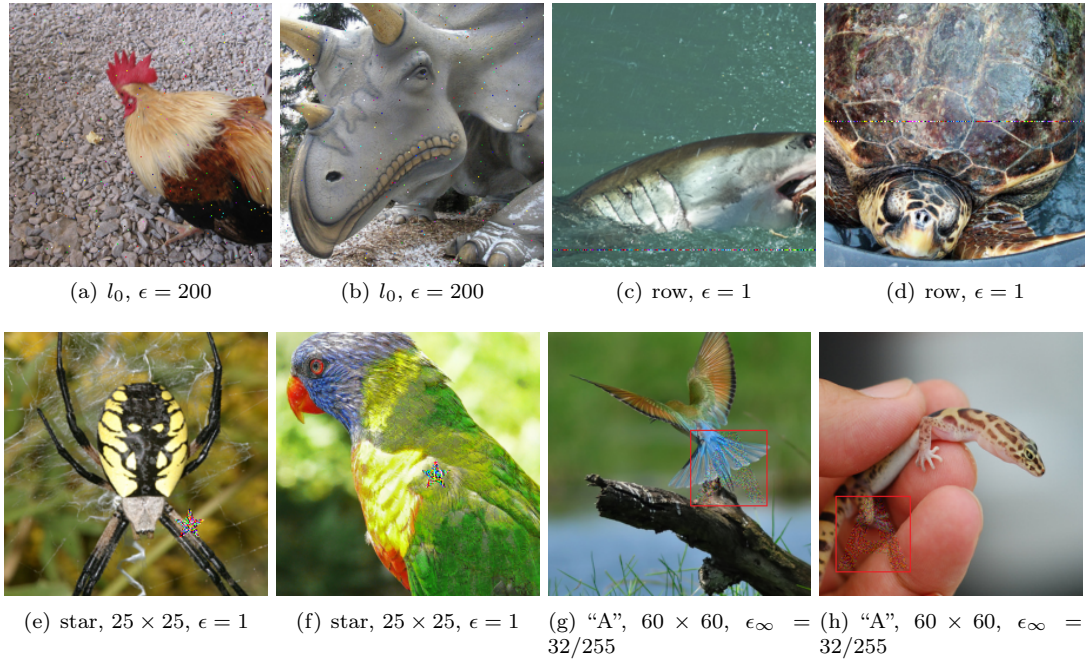 (a) l₀, ϵ = 200
(b) l₀, ϵ = 200
(c) row, ϵ = 1
(d) row, ϵ = 1
(e) star, 25 × 25, ϵ = 1
(f) star, 25 × 25, ϵ = 1
(g) “A”, 60 × 60, ϵ∞ =
32/255
(h) “A”, 60 × 60, ϵ∞ =
32/255